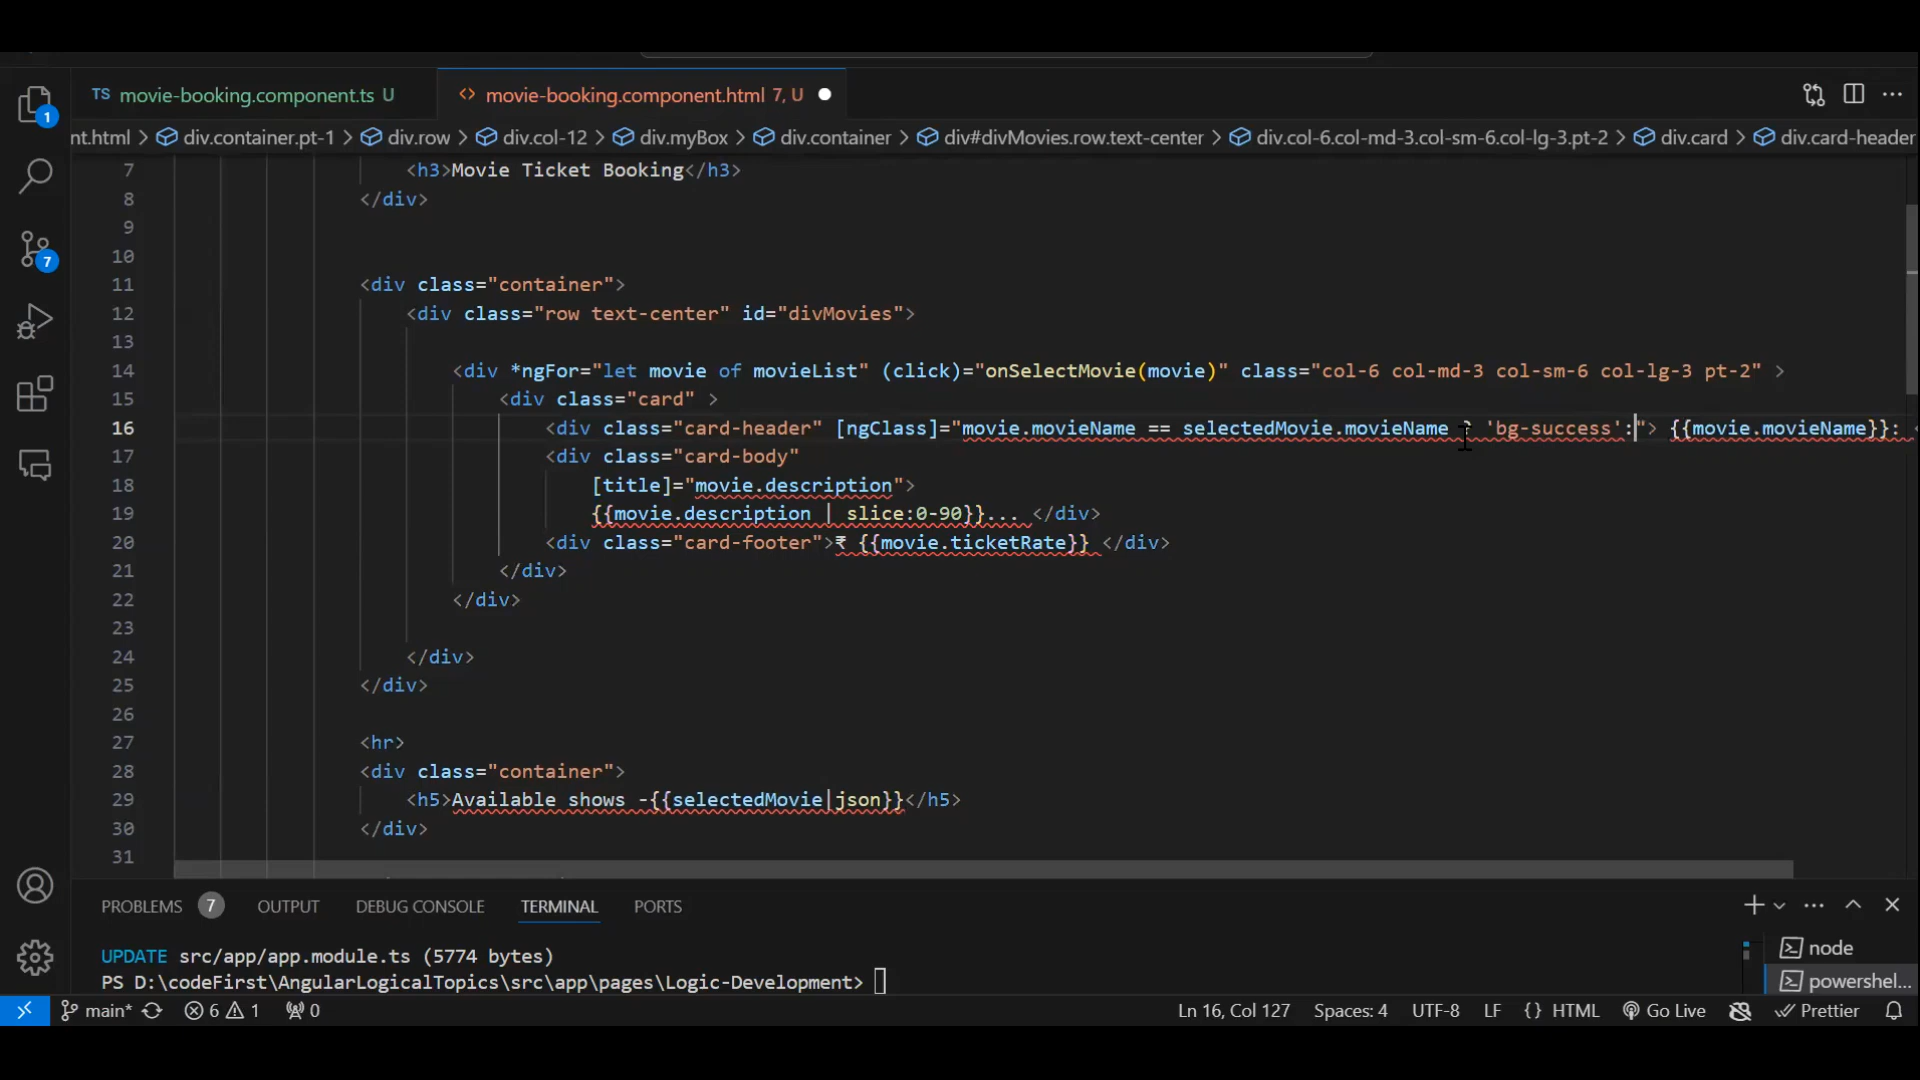 TS movie-booking.component.ts U
<> movie-booking.component.html 7, U
nt.html > div.container.pt-1 > div.row > div.col-12 > div.myBox > div.container > div#divMovies.row.text-center > div.col-6.col-md-3.col-sm-6.col-lg-3.pt-2 > div.card > div.card-header
7 <h3>Movie Ticket Booking</h3>
8 </div>
9
10
11 <div class="container">
12 <div class="row text-center" id="divMovies">
13
14 <div *ngFor="let movie of movieList" (click)="onSelectMovie(movie)" class="col-6 col-md-3 col-sm-6 col-lg-3 pt-2" >
15 <div class="card" >
16 <div class="card-header" [ngClass]="movie.movieName == selectedMovie.movieName ? 'bg-success':"> {{movie.movieName}}: <
17 <div class="card-body"
18 [title]="movie.description">
19 {{movie.description | slice:0-90}}... </div>
20 <div class="card-footer">₹ {{movie.ticketRate}} </div>
21 </div>
22 </div>
23
24 </div>
25 </div>
26
27 <hr>
28 <div class="container">
29 <h5>Available shows -{{selectedMovie|json}}</h5>
30 </div>
31
1
7
PROBLEMS 7 OUTPUT DEBUG CONSOLE TERMINAL PORTS
UPDATE src/app/app.module.ts (5774 bytes)
PS D:\codeFirst\AngularLogicalTopics\src\app\pages\Logic-Development>
node
powershel...
main* 6 1 0 Ln 16, Col 127 Spaces: 4 UTF-8 LF {} HTML Go Live Prettier